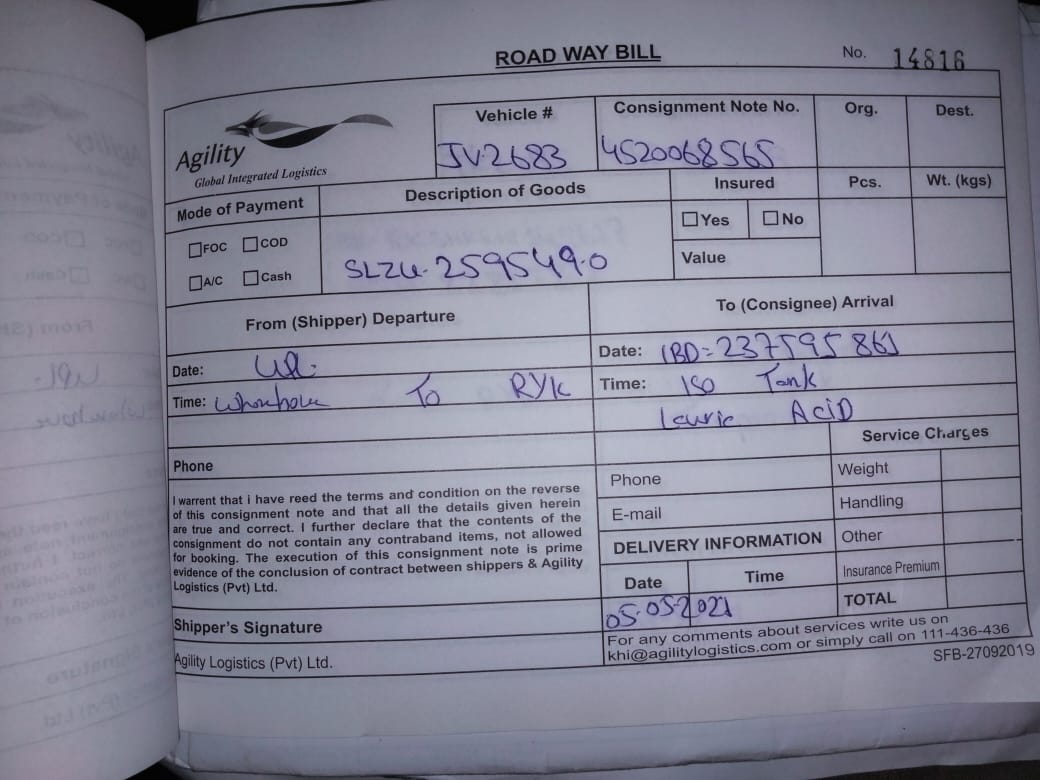 ROAD WAY BILL
No. 14816
Agility
Global Integrated Logistics
Vehicle #
Consignment Note No.
Org.
Dest.
JV-2683
4520068565
Mode of Payment
Description of Goods
Insured
Pcs.
Wt. (kgs)
FOC
COD
Yes
No
A/C
Cash
SLZU-2595490
Value
From (Shipper) Departure
To (Consignee) Arrival
Date:
Date: IBD=237595861
Time: To RYK
Time: ISO Tank
Lauric AciD
Service Charges
Phone
Phone
Weight
I warrent that i have reed the terms and condition on the reverse
of this consignment note and that all the details given herein
are true and correct. I further declare that the contents of the
consignment do not contain any contraband items, not allowed
for booking. The execution of this consignment note is prime
evidence of the conclusion of contract between shippers & Agility
Logistics (Pvt) Ltd.
E-mail
Handling
DELIVERY INFORMATION
Other
Date
Time
Insurance Premium
05-05-2021
TOTAL
Shipper's Signature
For any comments about services write us on
khi@agilitylogistics.com or simply call on 111-436-436
Agility Logistics (Pvt) Ltd.
SFB-27092019